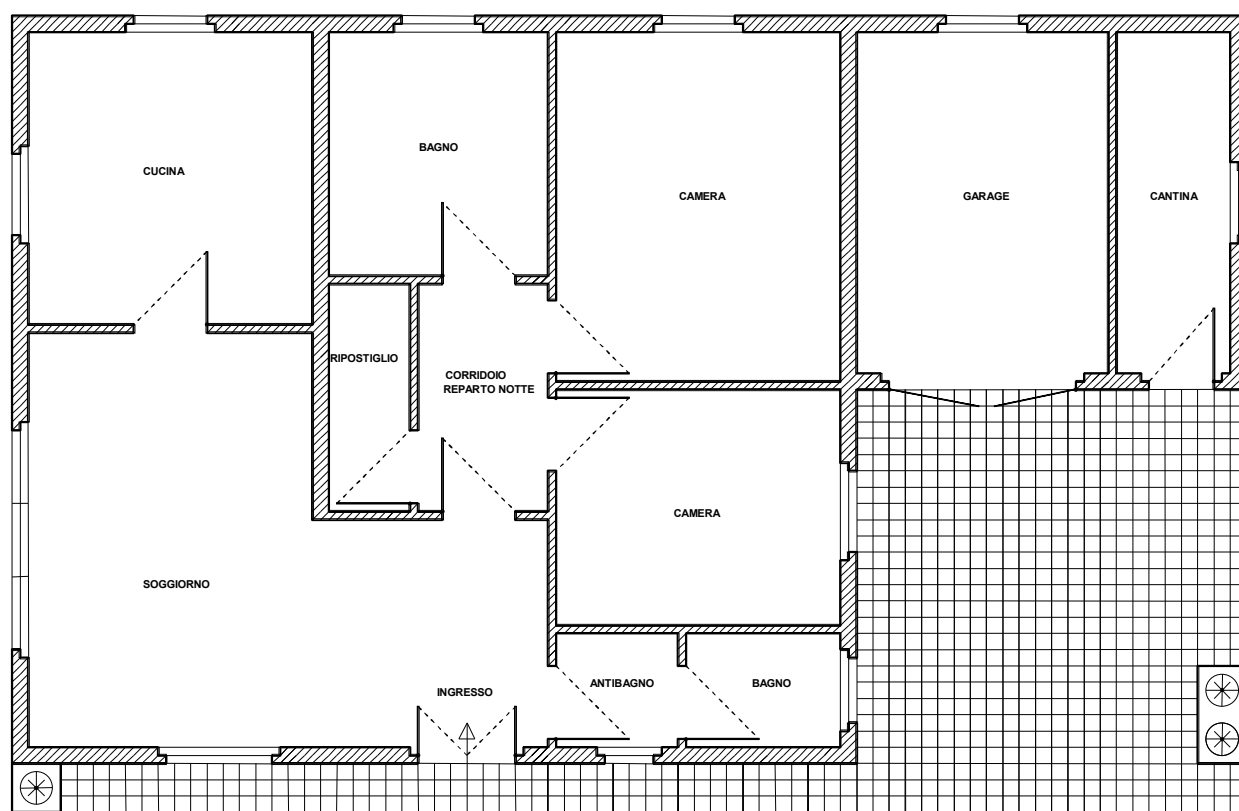 BAGNO
CUCINA
CAMERA
GARAGE
CANTINA
RIPOSTIGLIO
CORRIDOIO
REPARTO NOTTE
CAMERA
SOGGIORNO
INGRESSO
ANTIBAGNO
BAGNO